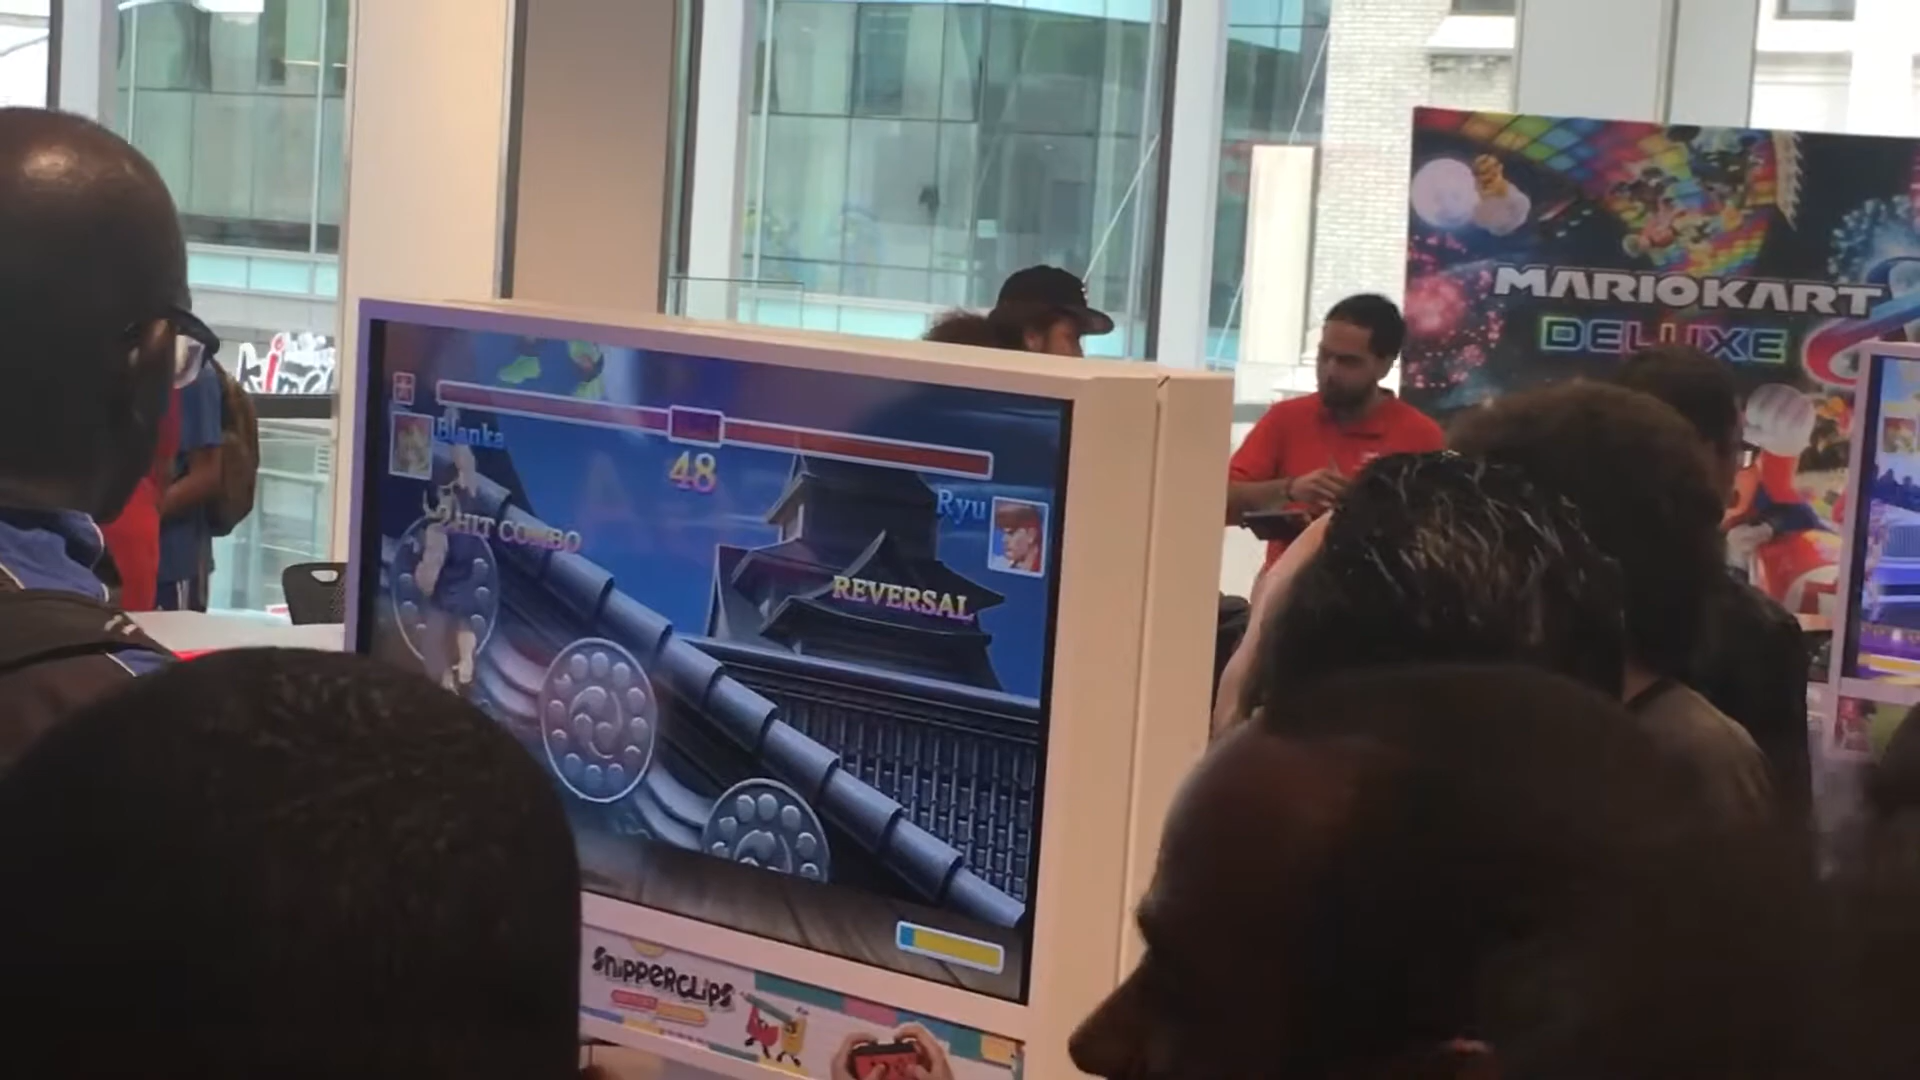 MARIOKART
DELUXE
Blanka
48
Ryu
HIT COMBO
REVERSAL
SNIPPERCLIPS